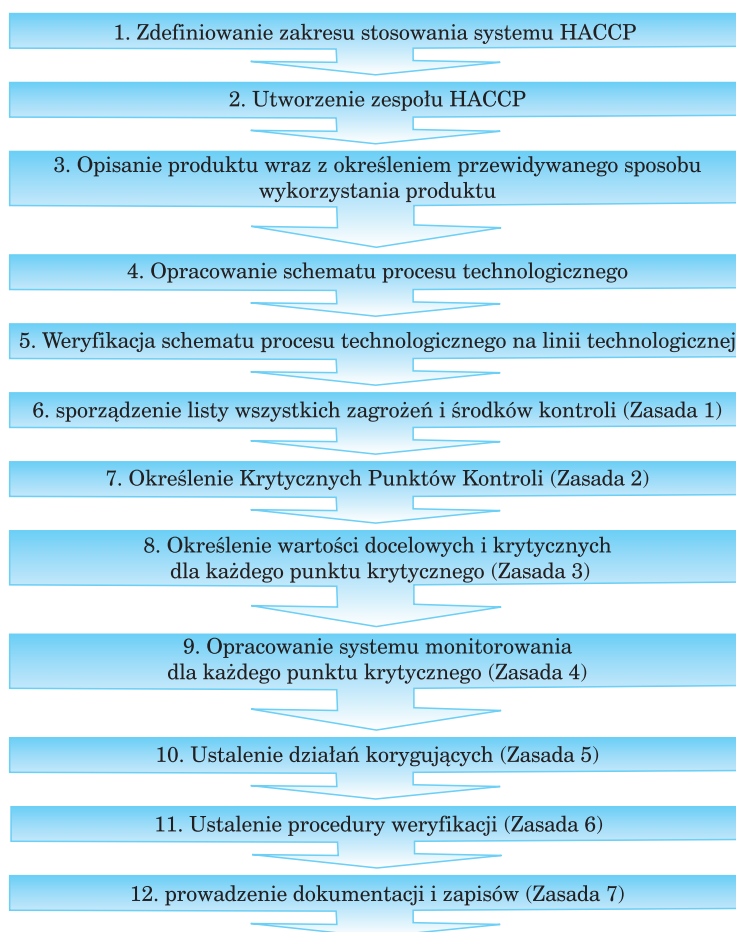 1. Zdefiniowanie zakresu stosowania systemu HACCP
2. Utworzenie zespołu HACCP
3. Opisanie produktu wraz z określeniem przewidywanego sposobu
wykorzystania produktu
4. Opracowanie schematu procesu technologicznego
5. Weryfikacja schematu procesu technologicznego na linii technologicznej
6. sporządzenie listy wszystkich zagrożeń i środków kontroli (Zasada 1)
7. Określenie Krytycznych Punktów Kontroli (Zasada 2)
8. Określenie wartości docelowych i krytycznych
dla każdego punktu krytycznego (Zasada 3)
9. Opracowanie systemu monitorowania
dla każdego punktu krytycznego (Zasada 4)
10. Ustalenie działań korygujących (Zasada 5)
11. Ustalenie procedury weryfikacji (Zasada 6)
12. prowadzenie dokumentacji i zapisów (Zasada 7)